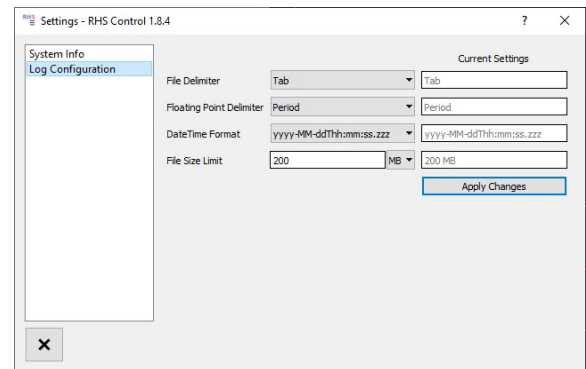 RHS Settings - RHS Control 1.8.4 ? ×
System Info
Log Configuration
Current Settings
File Delimiter Tab Tab
Floating Point Delimiter Period Period
DateTime Format yyyy-MM-ddThh:mm:ss.zzz yyyy-MM-ddThh:mm:ss.zzz
File Size Limit 200 MB 200 MB
Apply Changes